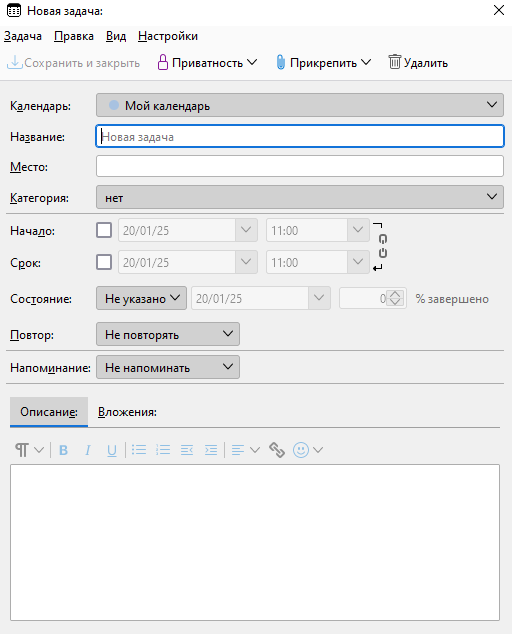 Новая задача:
Задача Правка Вид Настройки
Сохранить и закрыть Приватность Прикрепить Удалить
Календарь: Мой календарь
Название: Новая задача
Место:
Категория: нет
Начало: 20/01/25 11:00
Срок: 20/01/25 11:00
Состояние: Не указано 20/01/25 0 % завершено
Повтор: Не повторять
Напоминание: Не напоминать
Описание: Вложения:
B I U